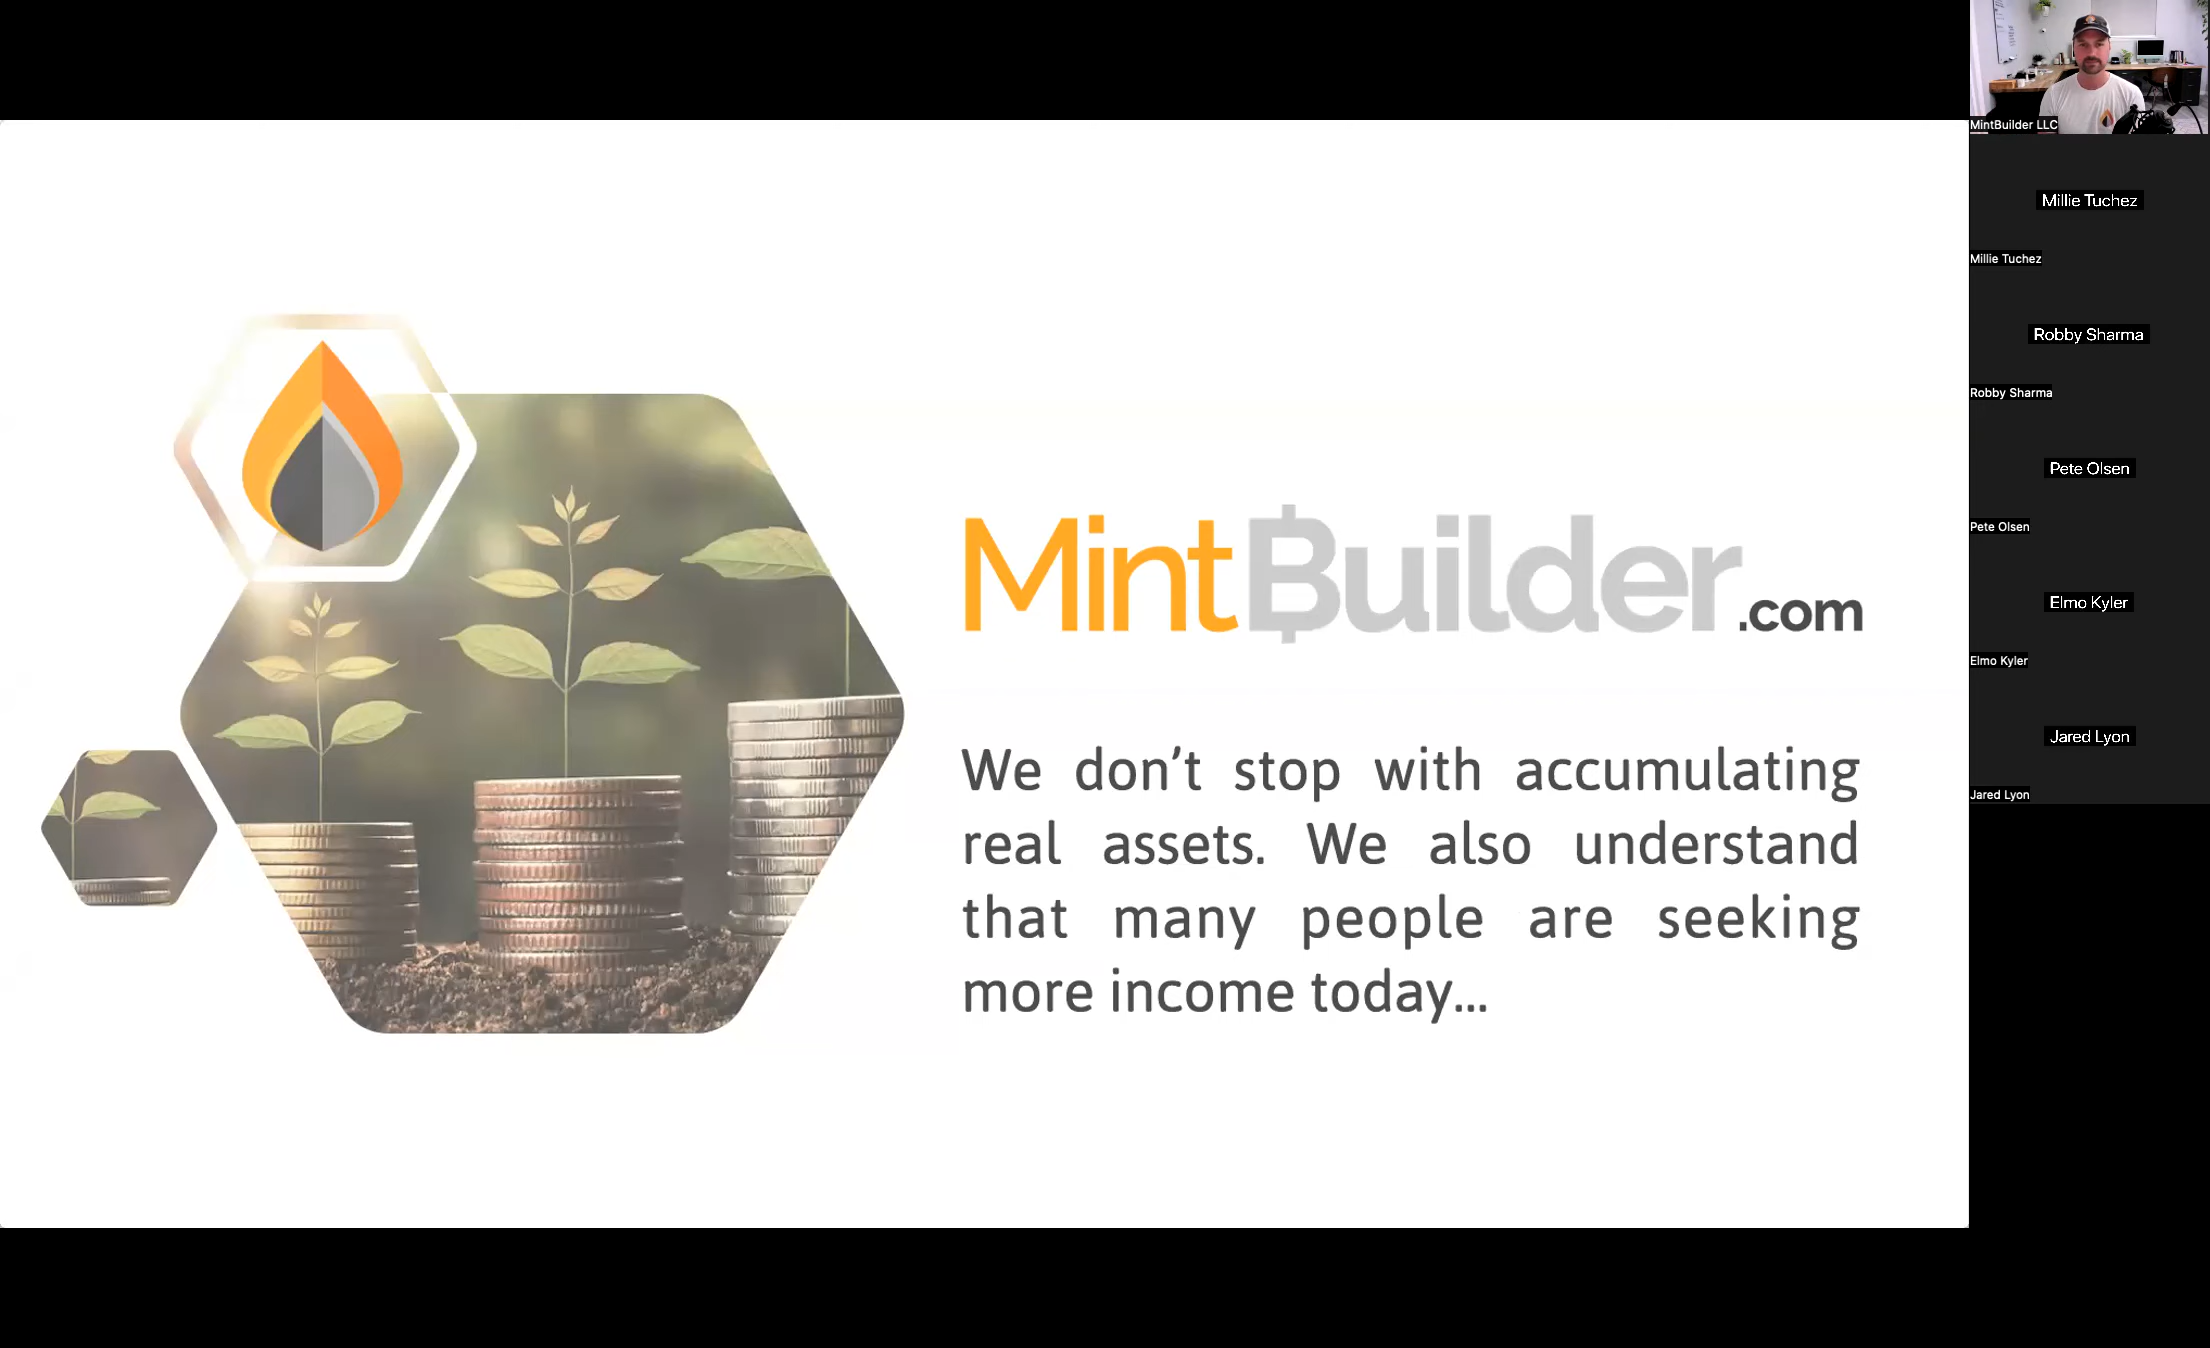 MintBuilder.com
We don't stop with accumulating
real assets. We also understand
that many people are seeking
more income today...
MintBuilder LLC
Millie Tuchez
Millie Tuchez
Robby Sharma
Robby Sharma
Pete Olsen
Pete Olsen
Elmo Kyler
Elmo Kyler
Jared Lyon
Jared Lyon